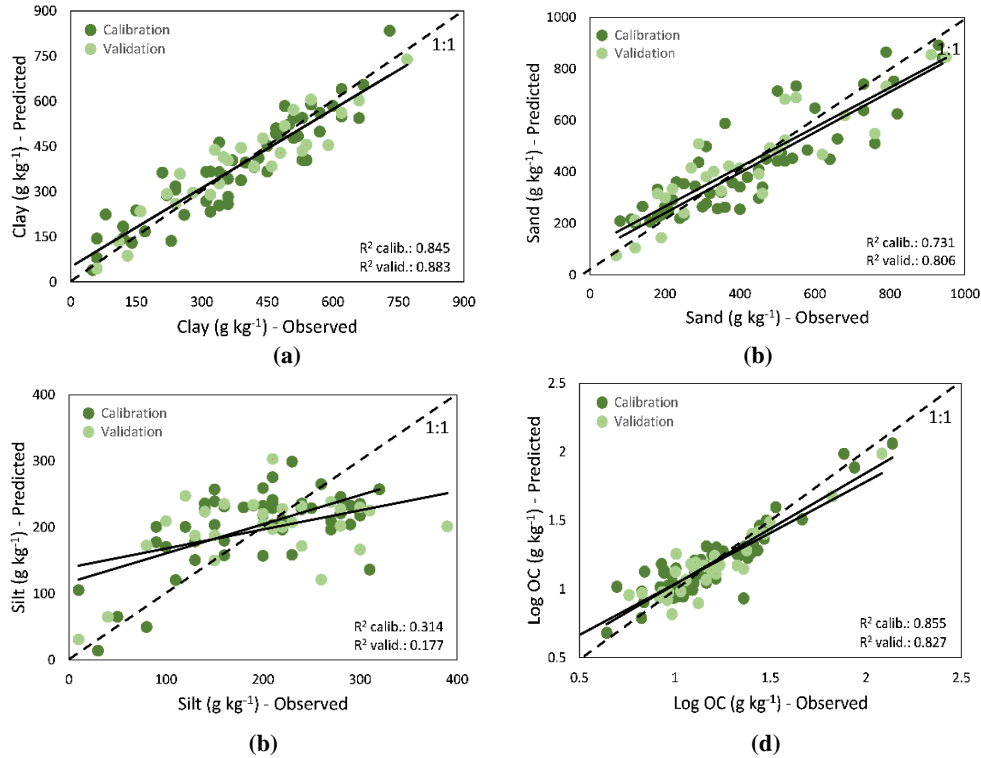 900
750
600
450
300
150
0
Clay (g kg⁻¹) - Predicted
Calibration
Validation
1:1
R² calib.: 0.845
R² valid.: 0.883
0 150 300 450 600 750 900
Clay (g kg⁻¹) - Observed
(a)
1000
800
600
400
200
0
Sand (g kg⁻¹) - Predicted
Calibration
Validation
1:1
R² calib.: 0.731
R² valid.: 0.806
0 200 400 600 800 1000
Sand (g kg⁻¹) - Observed
(b)
400
300
200
100
0
Silt (g kg⁻¹) - Predicted
Calibration
Validation
1:1
R² calib.: 0.314
R² valid.: 0.177
0 100 200 300 400
Silt (g kg⁻¹) - Observed
(b)
2.5
2.0
1.5
1.0
0.5
Log OC (g kg⁻¹) - Predicted
Calibration
Validation
1:1
R² calib.: 0.855
R² valid.: 0.827
0.5 1 1.5 2 2.5
Log OC (g kg⁻¹) - Observed
(d)